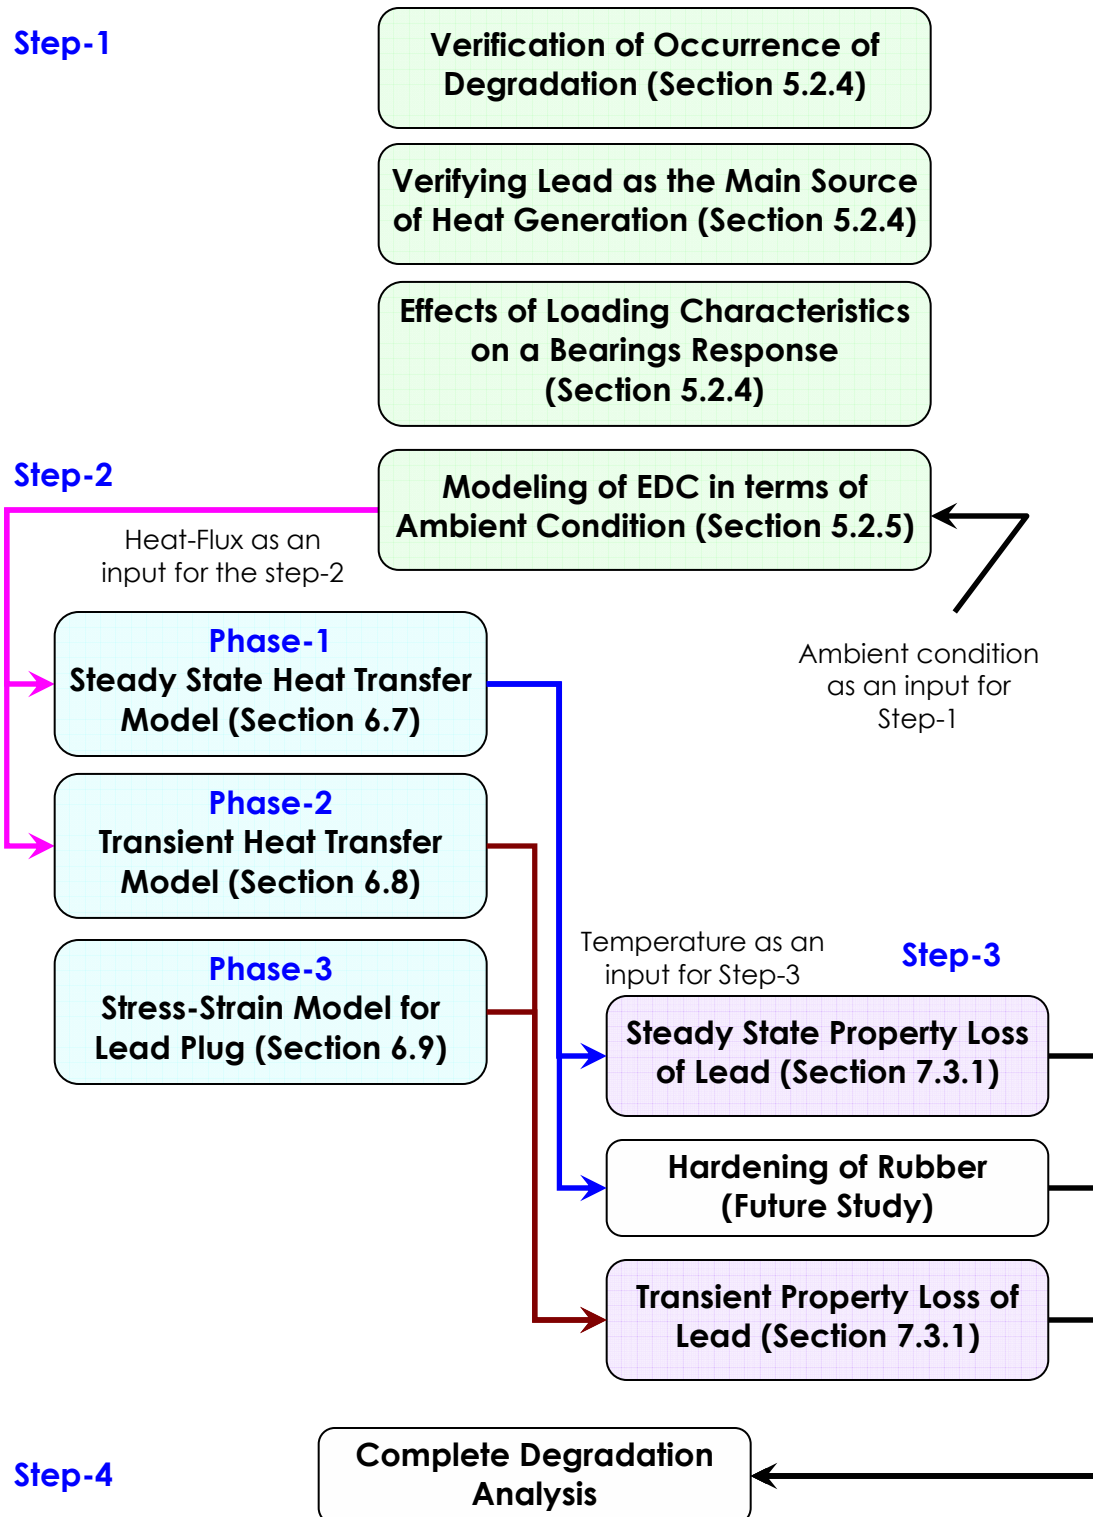 Step-1
Verification of Occurrence of
Degradation (Section 5.2.4)
Verifying Lead as the Main Source
of Heat Generation (Section 5.2.4)
Effects of Loading Characteristics
on a Bearings Response
(Section 5.2.4)
Step-2
Modeling of EDC in terms of
Ambient Condition (Section 5.2.5)
Heat-Flux as an
input for the step-2
Ambient condition
as an input for
Step-1
Phase-1
Steady State Heat Transfer
Model (Section 6.7)
Phase-2
Transient Heat Transfer
Model (Section 6.8)
Phase-3
Stress-Strain Model for
Lead Plug (Section 6.9)
Temperature as an
input for Step-3
Step-3
Steady State Property Loss
of Lead (Section 7.3.1)
Hardening of Rubber
(Future Study)
Transient Property Loss of
Lead (Section 7.3.1)
Step-4
Complete Degradation
Analysis